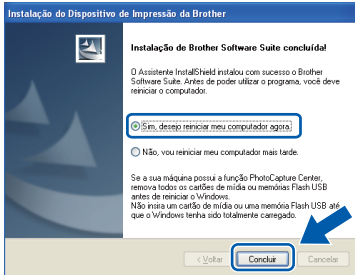 Instalação do Dispositivo de Impressão da Brother
Instalação de Brother Software Suite concluída!
O Assistente InstallShield instalou com sucesso o Brother
Software Suite. Antes de poder utilizar o programa, você deve
reiniciar o computador.
Sim, desejo reiniciar meu computador agora.
Não, vou reiniciar meu computador mais tarde.
Se a sua máquina possui a função PhotoCapture Center,
remova todos os cartões de mídia ou memórias Flash USB
antes de reiniciar o Windows.
Não insira um cartão de mídia ou uma memória Flash USB até
que o Windows tenha sido totalmente carregado.
< Voltar
Concluir
Cancelar